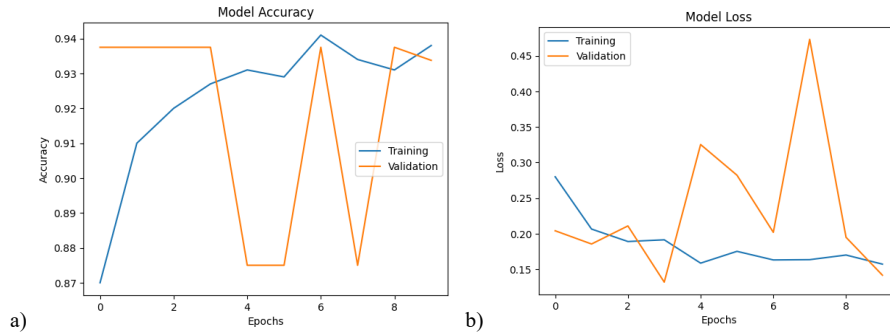 Model Accuracy
0.94
0.93
0.92
0.91
0.90
0.89
0.88
0.87
Accuracy
Training
Validation
0 2 4 6 8
Epochs
a)
Model Loss
0.45
0.40
0.35
0.30
0.25
0.20
0.15
Loss
Training
Validation
0 2 4 6 8
Epochs
b)